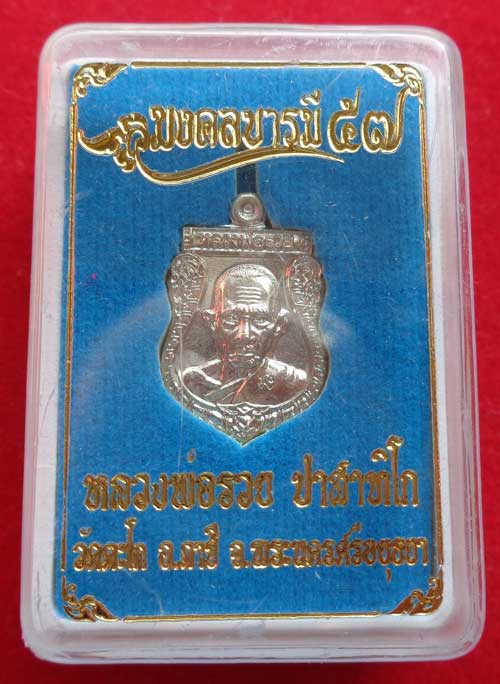 มงคลบารมี ๕๗
หลวงพ่อรวย
หลวงพ่อรวย ปาสาทิโก
วัดตะโก อ.ภาชี จ.พระนครศรีอยุธยา